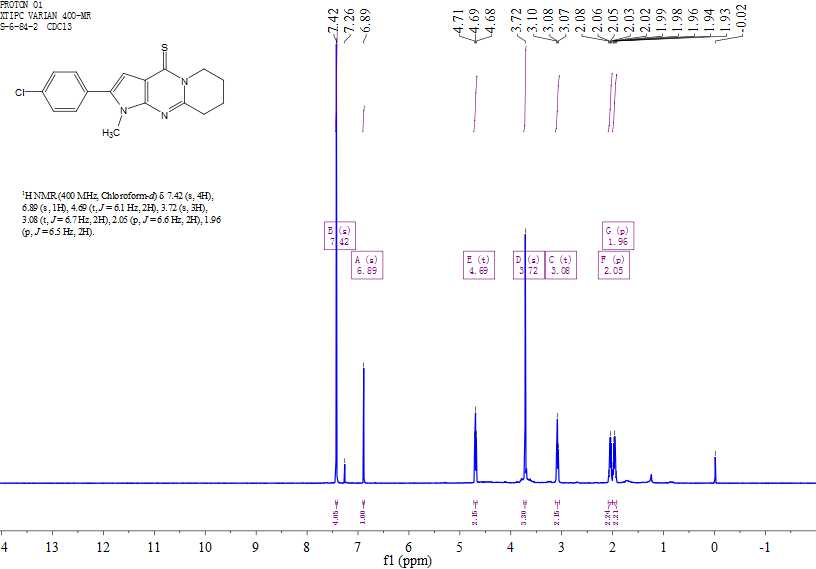 PROTON 01
XTIPC VARIAN 400-MR
S-6-84-2 CDCl3
7.42
7.26
6.89
4.71
4.69
4.68
3.72
3.10
3.08
3.07
2.08
2.06
2.05
2.03
2.02
1.99
1.98
1.96
1.94
1.93
-0.02
S
N
Cl
N
N
H₃C
¹H NMR (400 MHz, Chloroform-d) δ 7.42 (s, 4H),
6.89 (s, 1H), 4.69 (t, J = 6.1 Hz, 2H), 3.72 (s, 3H),
3.08 (t, J = 6.7 Hz, 2H), 2.05 (p, J = 6.6 Hz, 2H), 1.96
(p, J = 6.5 Hz, 2H).
B (s)
7.42
G (p)
1.96
A (s)
6.89
E (t)
4.69
D (s)
3.72
C (t)
3.08
F (p)
2.05
4.05
1.00
2.15
3.20
2.15
2.24
2.21
4 13 12 11 10 9 8 7 6 5 4 3 2 1 0 -1
f1 (ppm)